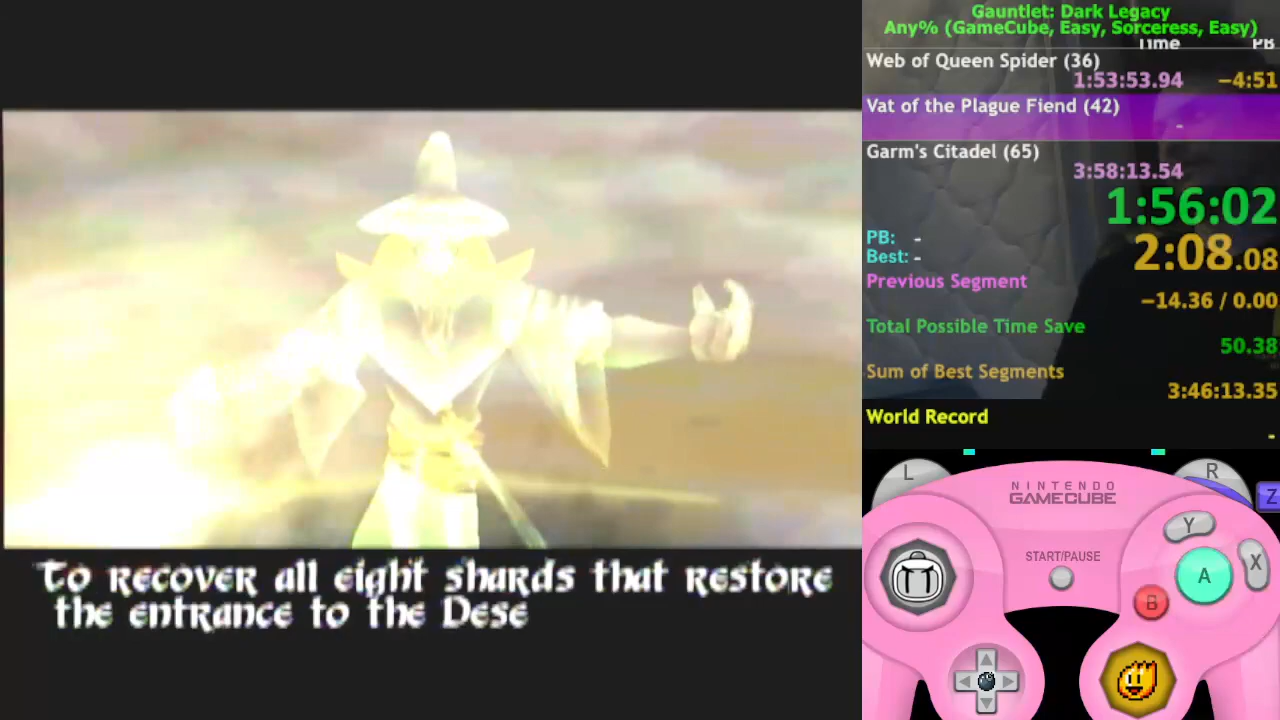 Gauntlet: Dark Legacy
Any% (GameCube, Easy, Sorceress, Easy)
Time PB
Web of Queen Spider (36)
1:53:53.94 −4:51
Vat of the Plague Fiend (42)
-
Garm's Citadel (65)
3:58:13.54
1:56:02
PB: -
Best: -
2:08.08
Previous Segment
−14.36 / 0.00
Total Possible Time Save
50.38
Sum of Best Segments
3:46:13.35
World Record
-
To recover all eight shards that restore
the entrance to the Dese
L
R
Z
NINTENDO
GAMECUBE
START/PAUSE
Y
X
A
B